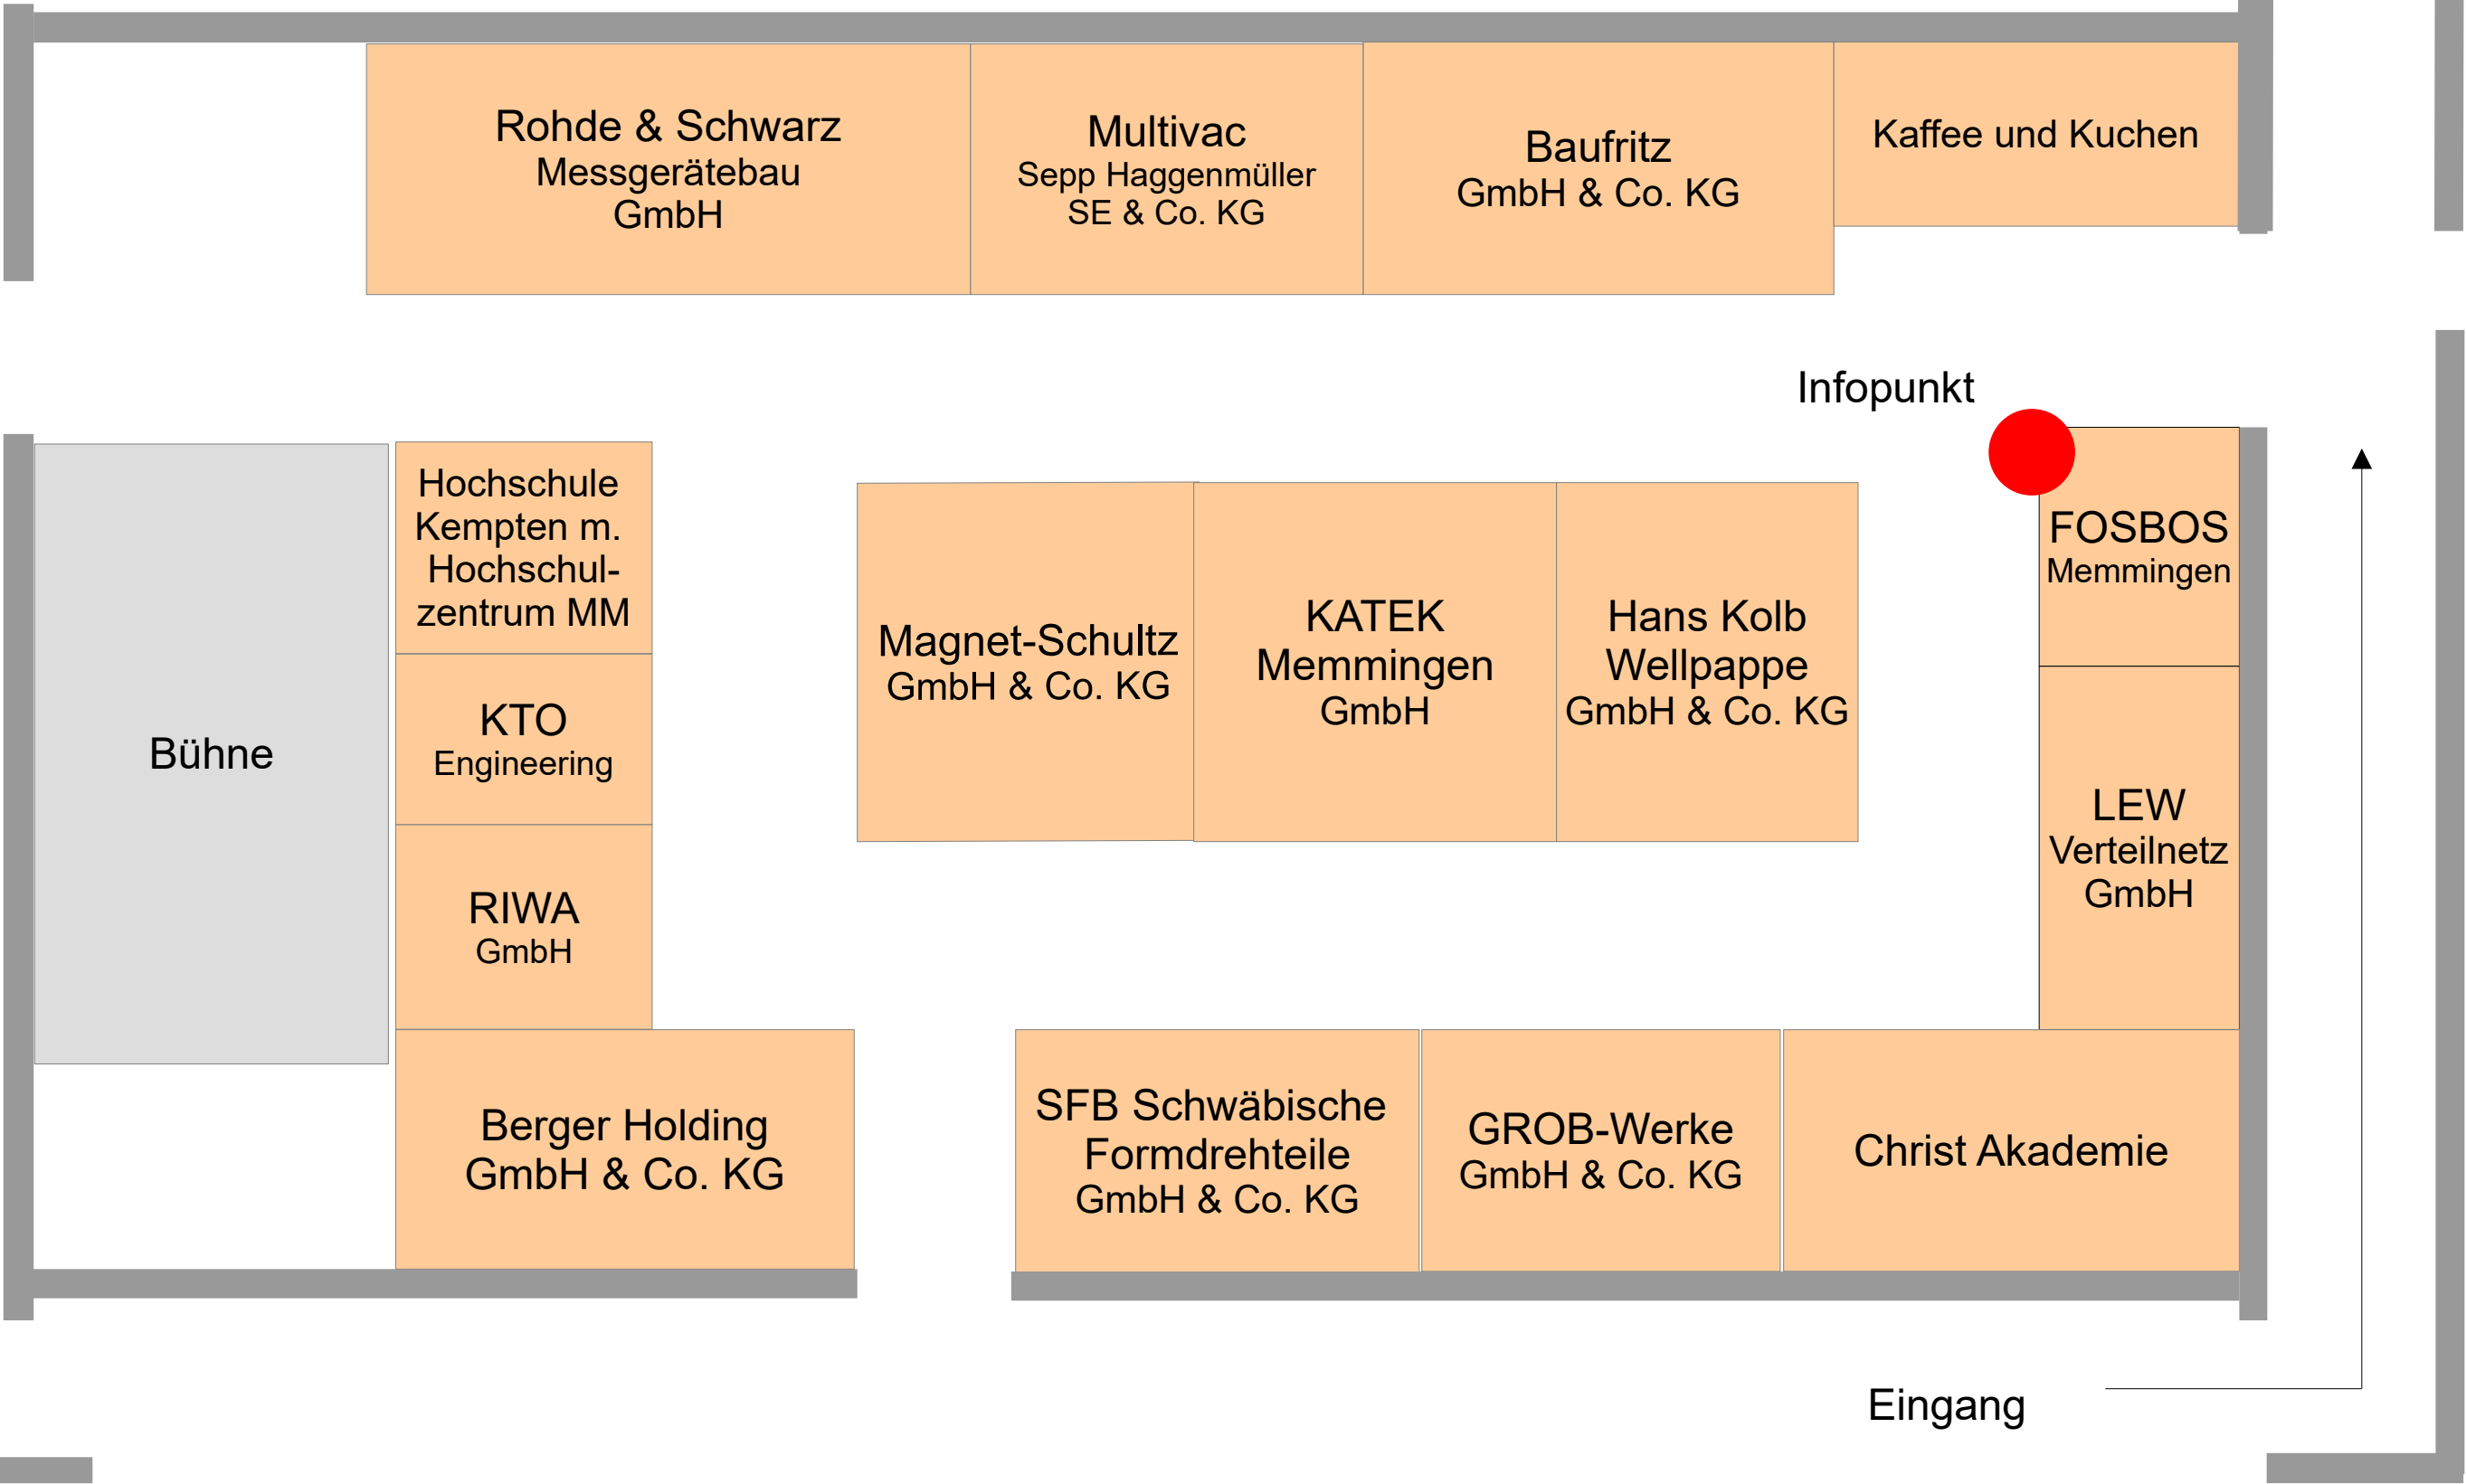 Rohde & Schwarz
Messgerätebau
GmbH
Multivac
Sepp Haggenmüller
SE & Co. KG
Baufritz
GmbH & Co. KG
Kaffee und Kuchen
Infopunkt
Bühne
Hochschule
Kempten m.
Hochschul-
zentrum MM
KTO
Engineering
RIWA
GmbH
Magnet-Schultz
GmbH & Co. KG
KATEK
Memmingen
GmbH
Hans Kolb
Wellpappe
GmbH & Co. KG
FOSBOS
Memmingen
LEW
Verteilnetz
GmbH
Berger Holding
GmbH & Co. KG
SFB Schwäbische
Formdrehteile
GmbH & Co. KG
GROB-Werke
GmbH & Co. KG
Christ Akademie
Eingang